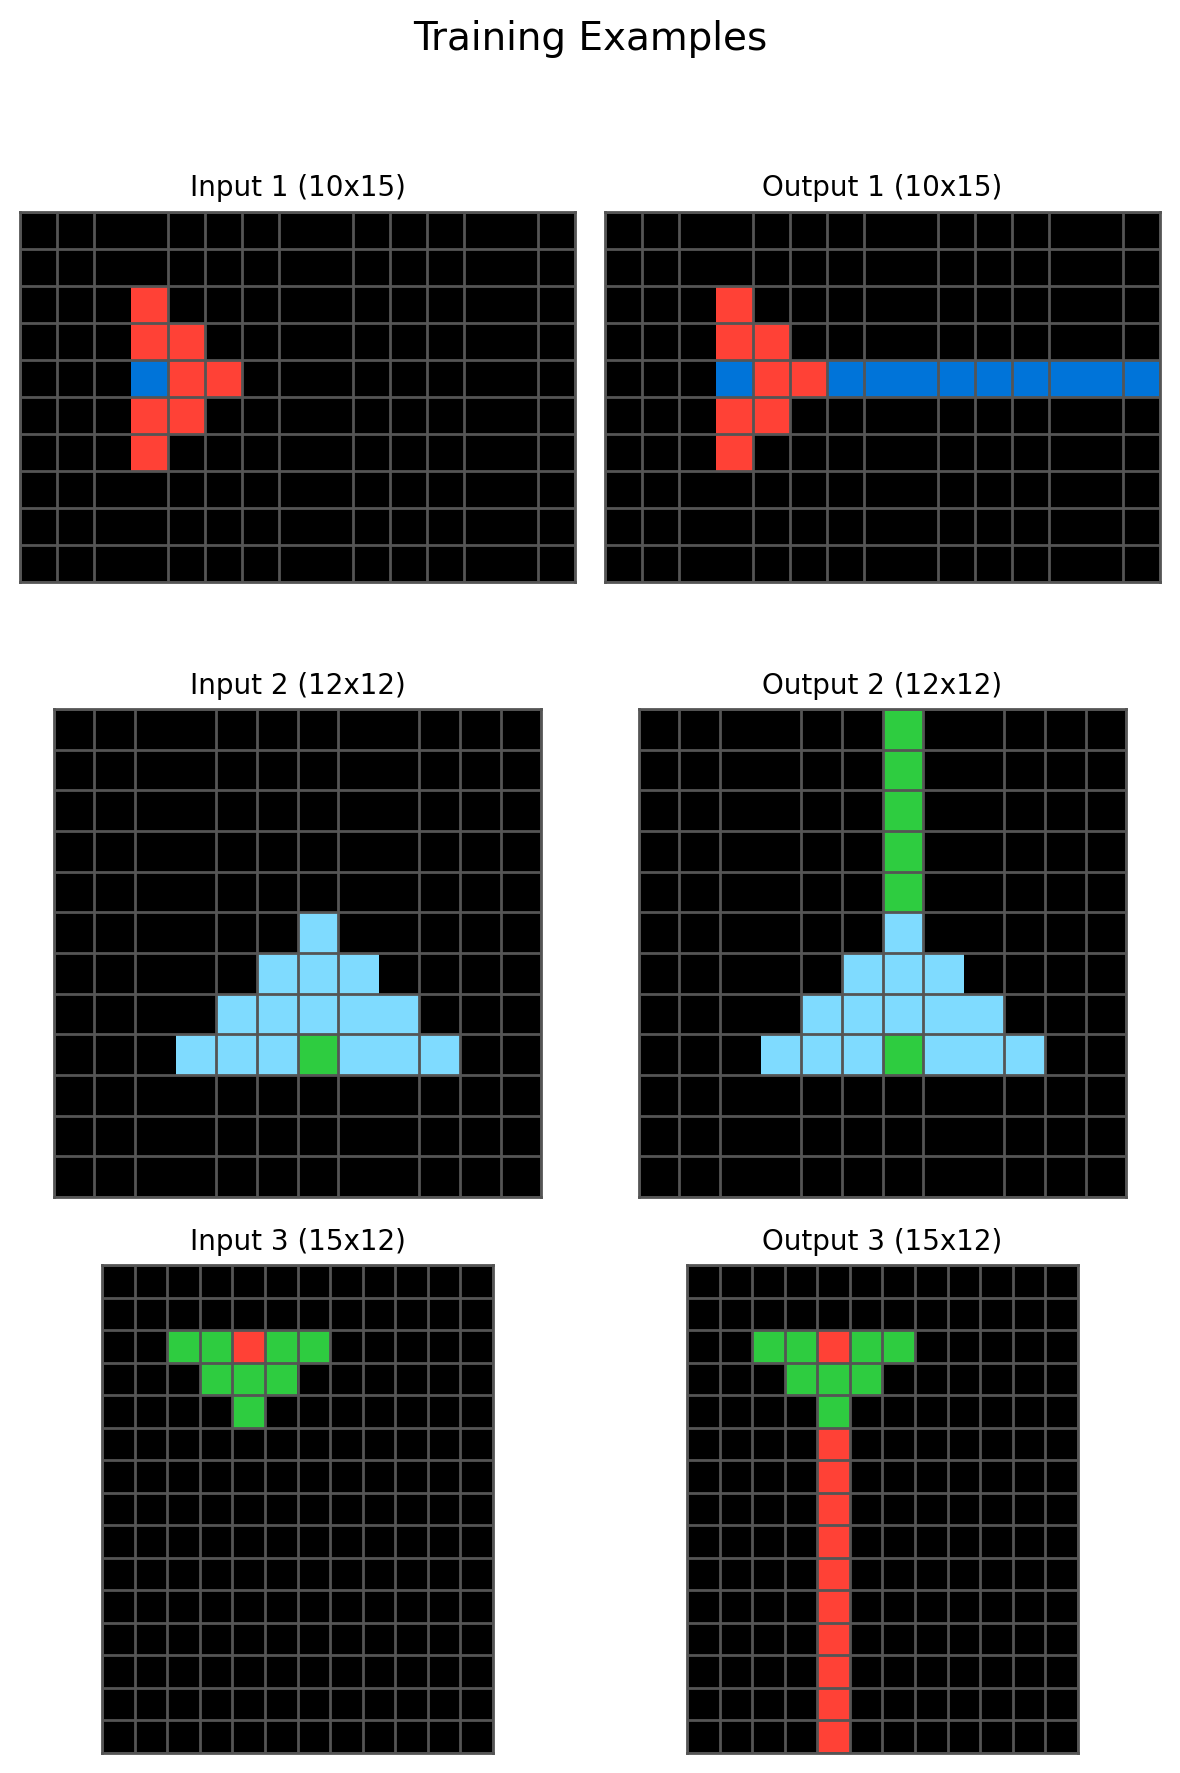 Training Examples
Input 1 (10x15)
Output 1 (10x15)
Input 2 (12x12)
Output 2 (12x12)
Input 3 (15x12)
Output 3 (15x12)